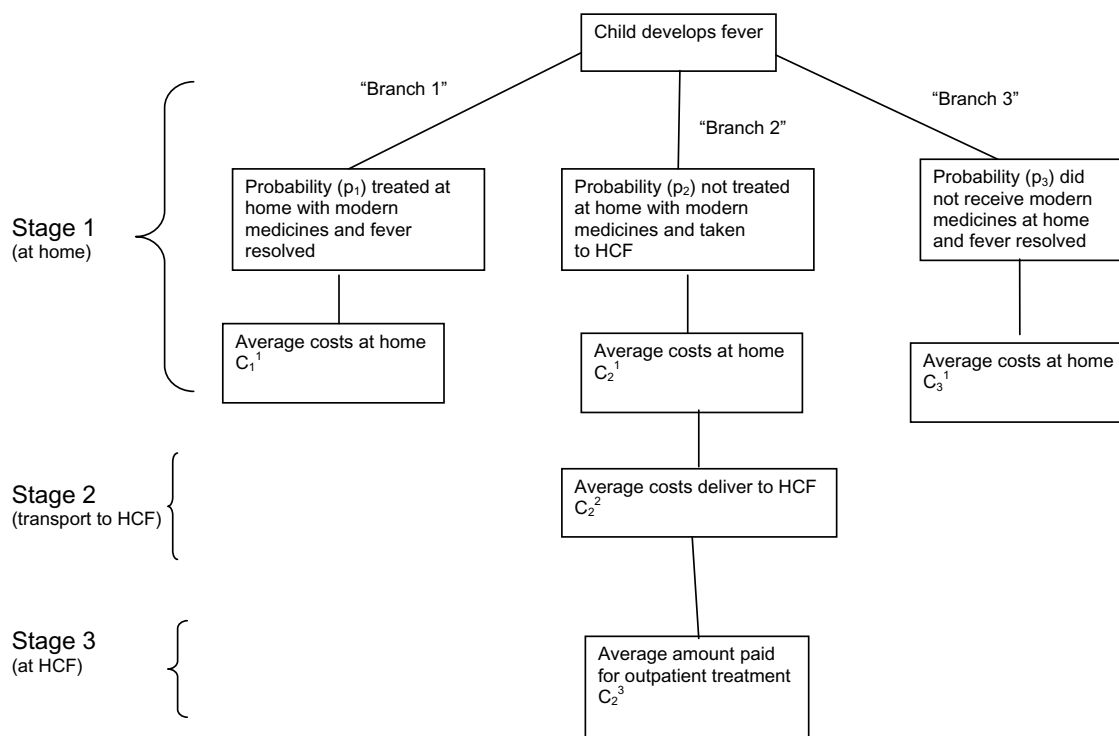 Child develops fever
“Branch 1”
“Branch 2”
“Branch 3”
Stage 1
(at home)
Probability (p₁) treated at
home with modern
medicines and fever
resolved
Probability (p₂) not treated
at home with modern
medicines and taken
to HCF
Probability (p₃) did
not receive modern
medicines at home
and fever resolved
Average costs at home
C₁¹
Average costs at home
C₂¹
Average costs at home
C₃¹
Stage 2
(transport to HCF)
Average costs deliver to HCF
C₂²
Stage 3
(at HCF)
Average amount paid
for outpatient treatment
C₂³